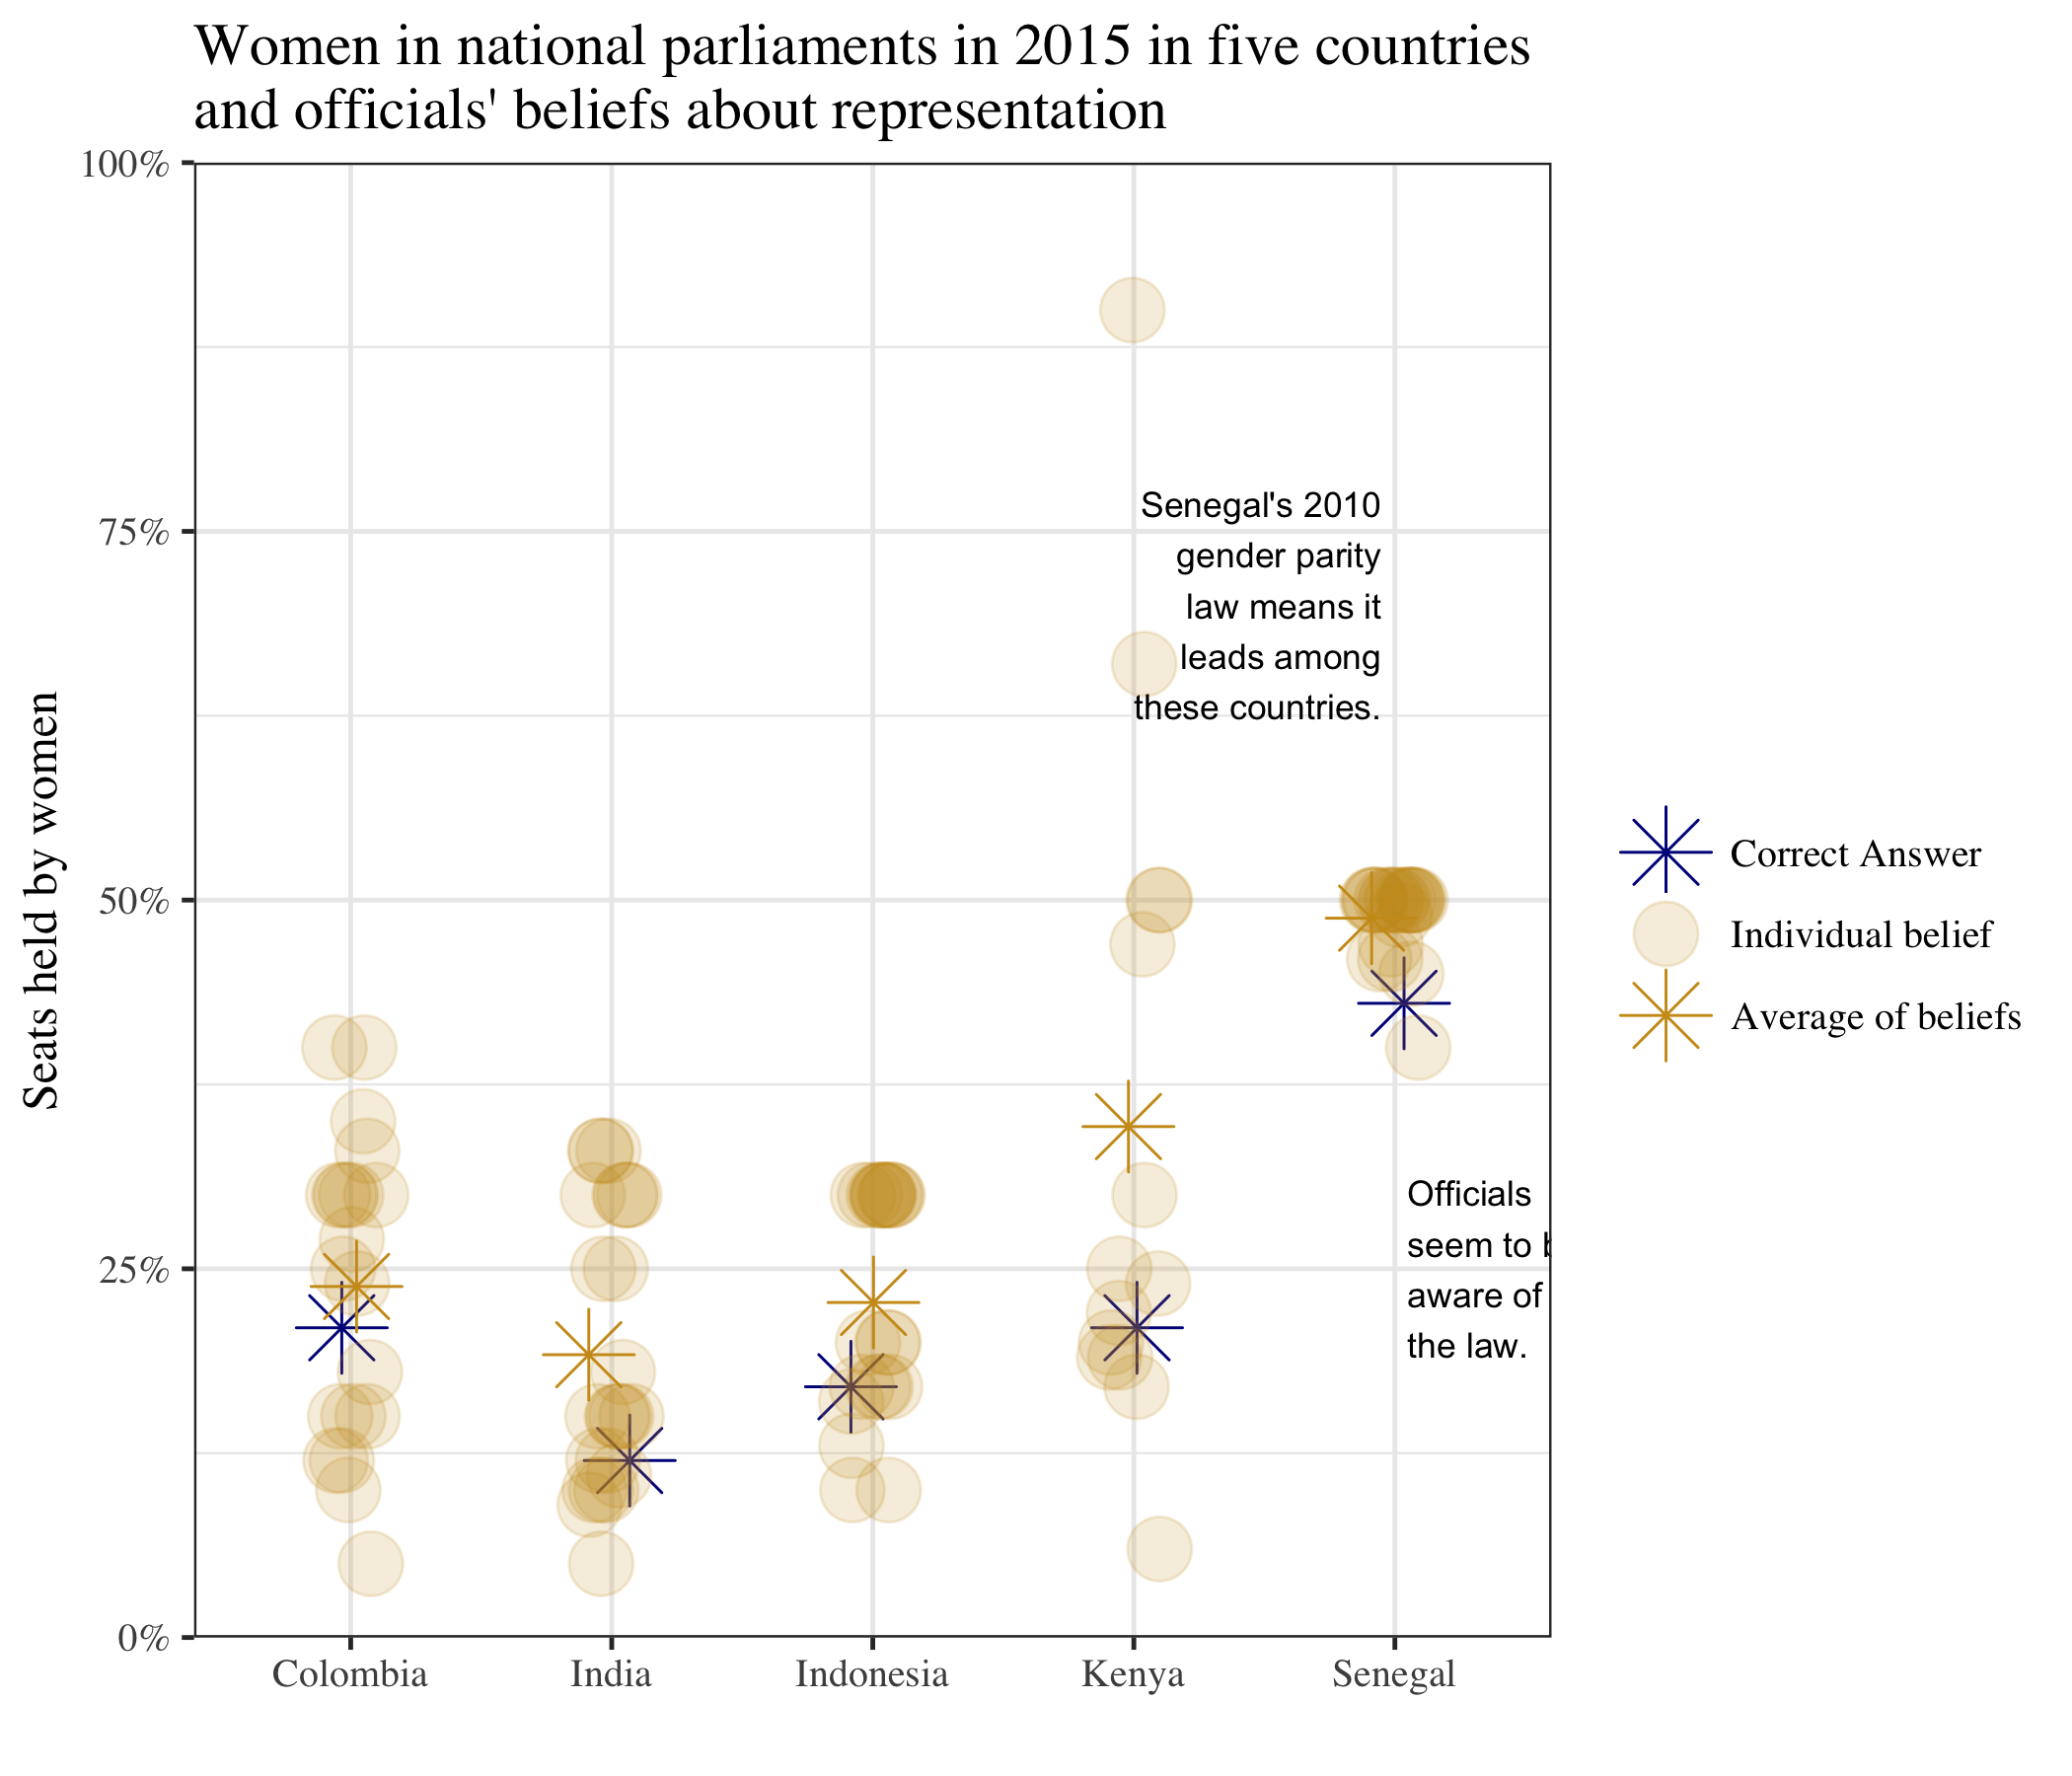 Women in national parliaments in 2015 in five countries
and officials' beliefs about representation
Seats held by women
100%
75%
50%
25%
0%
Senegal's 2010
gender parity
law means it
leads among
these countries.
Officials
seem to b
aware of
the law.
Colombia
India
Indonesia
Kenya
Senegal
Correct Answer
Individual belief
Average of beliefs